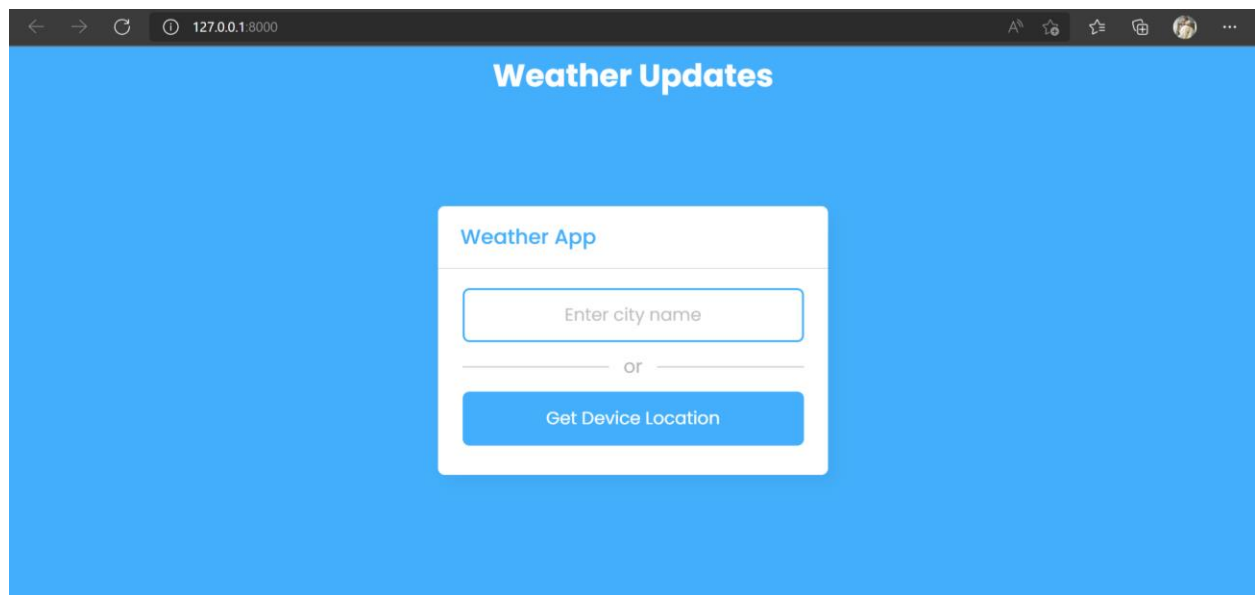 127.0.0.1:8000
Weather Updates
Weather App
Enter city name
or
Get Device Location